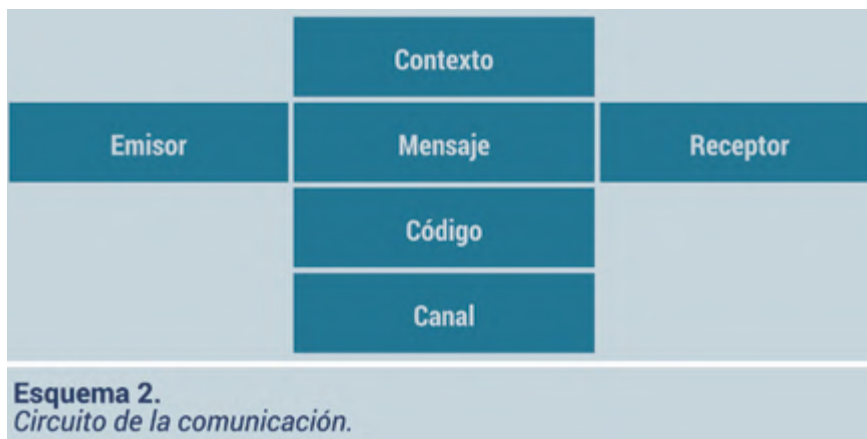 Contexto
Emisor Mensaje Receptor
Código
Canal
Esquema 2.
Circuito de la comunicación.